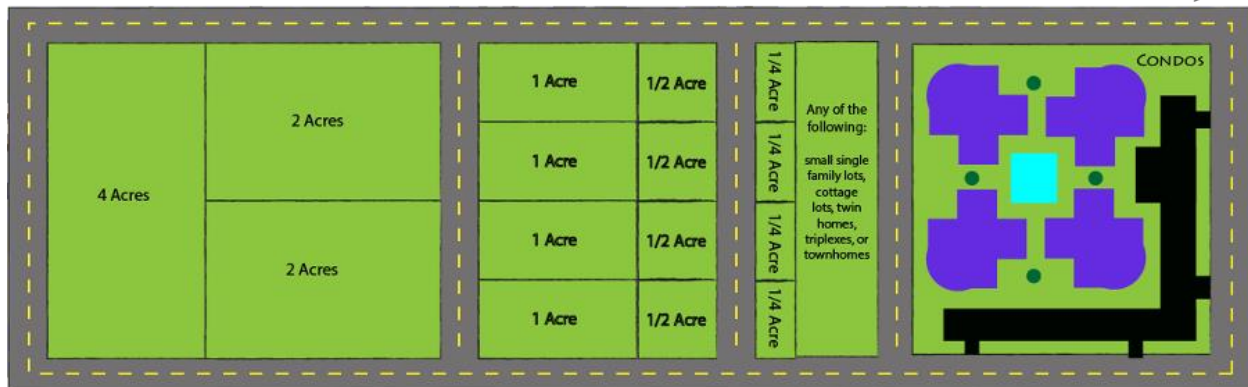 4 Acres
2 Acres
2 Acres
1 Acre
1/2 Acre
1 Acre
1/2 Acre
1 Acre
1/2 Acre
1 Acre
1/2 Acre
1/4 Acre
1/4 Acre
1/4 Acre
1/4 Acre
Any of the
following:
small single
family lots,
cottage
lots, twin
homes,
triplexes, or
townhomes
Condos